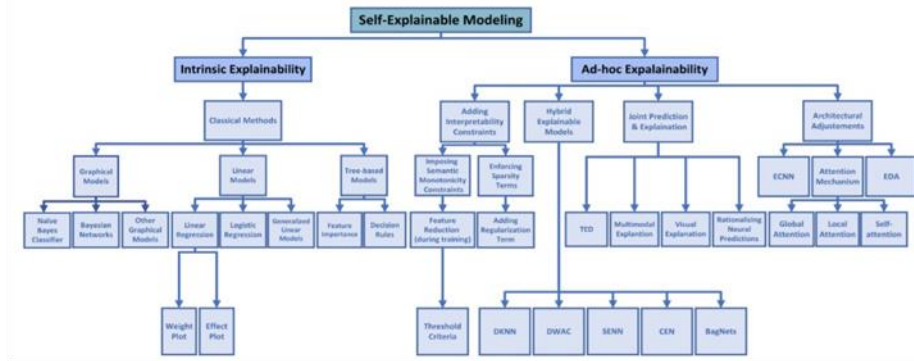 Self-Explainable Modeling
Intrinsic Explainability
Ad-hoc Expalainability
Classical Methods
Adding
Interpretability
Constraints
Hybrid
Explainable
Models
Joint Prediction
& Explaination
Architectural
Adjustements
Graphical
Models
Linear
Models
Tree-based
Models
Imposing
Semantic
Monotonicity
Constraints
Enforcing
Sparsity
Terms
ECNN
Attention
Mechanism
EDA
Naive
Bayes
Classifier
Bayesian
Networks
Other
Graphical
Models
Linear
Regression
Logistic
Regression
Generalized
Linear Models
Feature
Importance
Decision
Rules
Feature
Reduction
(during training)
Adding
Regularization
Term
TED
Multimodal
Explantion
Visual
Explanation
Rationalizing
Neural
Predictions
Global
Attention
Local
Attention
Self-
attention
Weight
Plot
Effect
Plot
Threshold
Criteria
DKNN
DWAC
SENN
CEN
BagNets